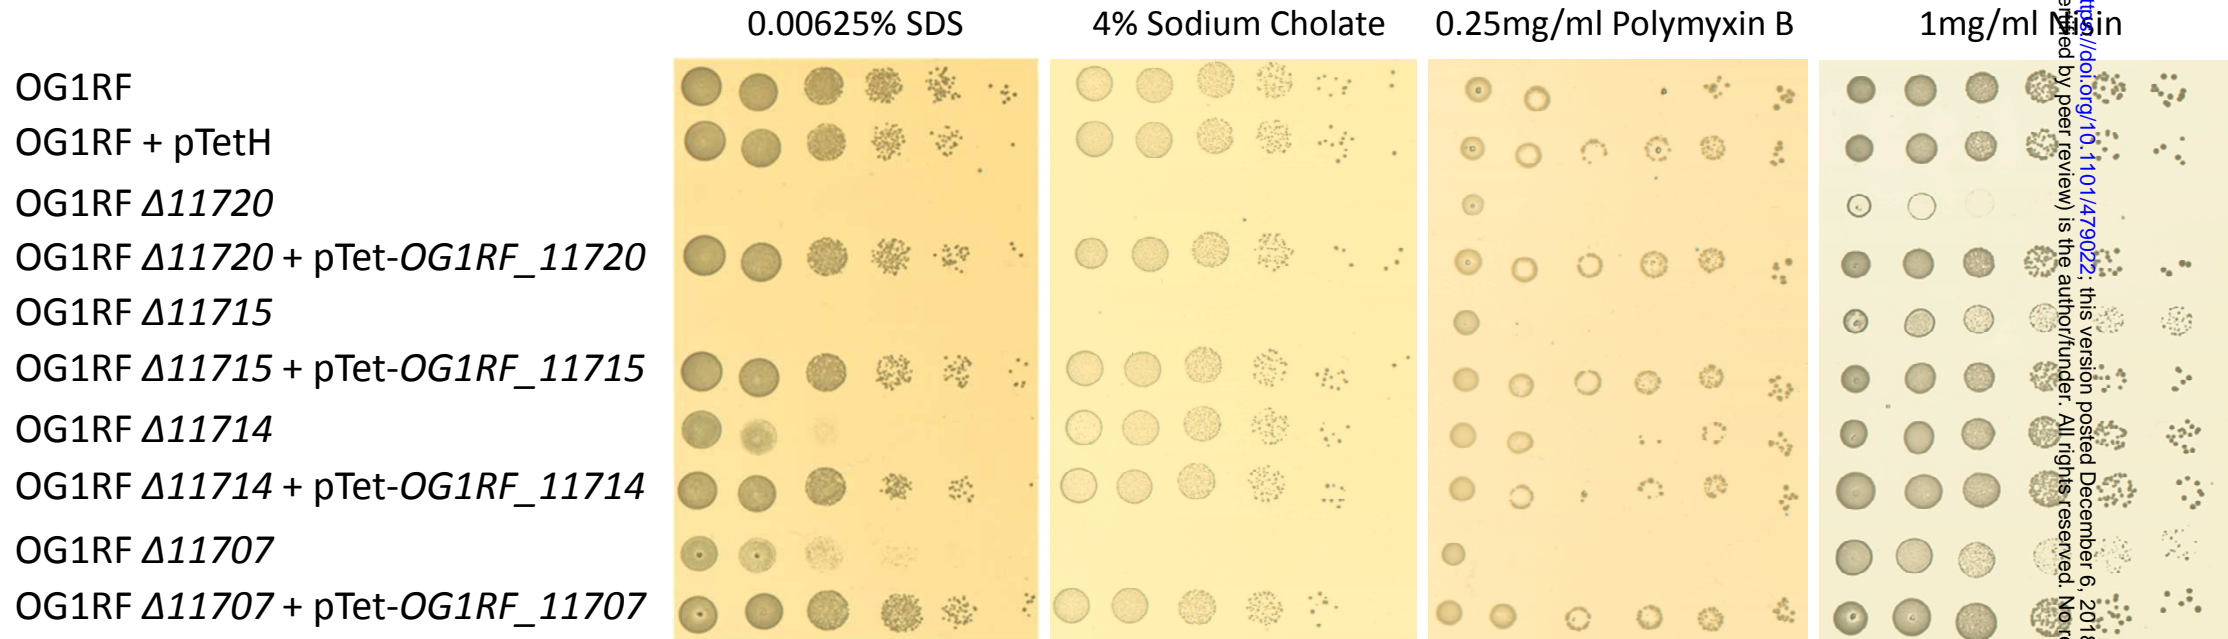 0.00625% SDS
4% Sodium Cholate
0.25mg/ml Polymyxin B
1mg/ml Nisin
OG1RF
OG1RF + pTetH
OG1RF Δ11720
OG1RF Δ11720 + pTet-OG1RF_11720
OG1RF Δ11715
OG1RF Δ11715 + pTet-OG1RF_11715
OG1RF Δ11714
OG1RF Δ11714 + pTet-OG1RF_11714
OG1RF Δ11707
OG1RF Δ11707 + pTet-OG1RF_11707
https://doi.org/10.1101/479022; this version posted December 6, 2018
by peer review) is the author/funder. All rights reserved. No